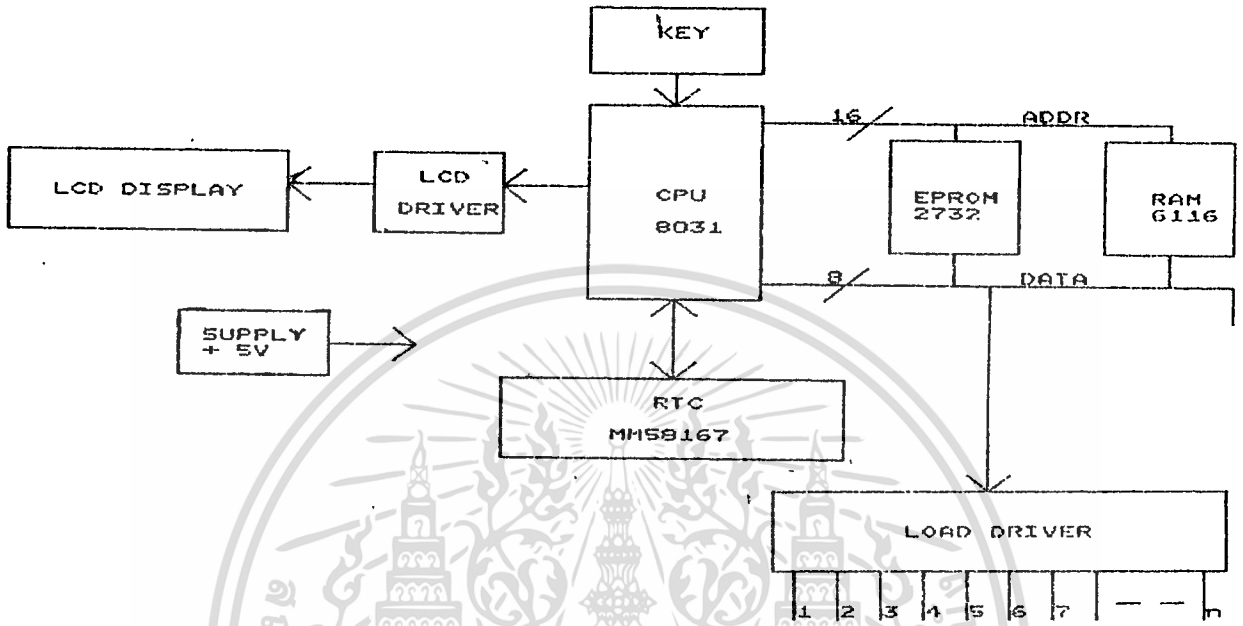 KEY
16
ADDR
LCD DISPLAY
LCD
DRIVER
CPU
8031
EPROM
2732
RAM
6116
8
DATA
SUPPLY
+ 5V
RTC
MM58167
LOAD DRIVER
1 2 3 4 5 6 7 — — n